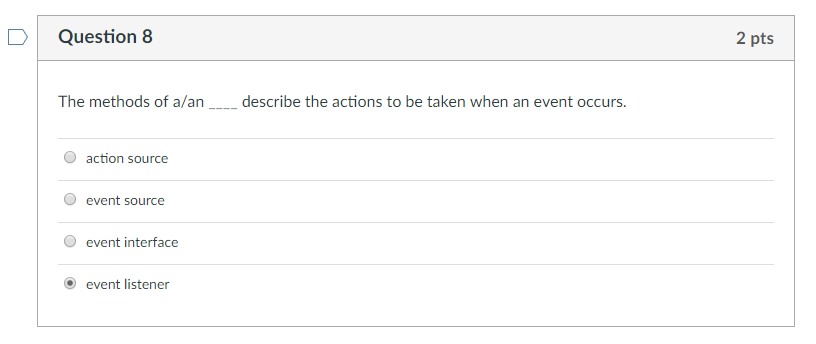 Question 8
2 pts
The methods of a/an ____ describe the actions to be taken when an event occurs.
action source
event source
event interface
event listener